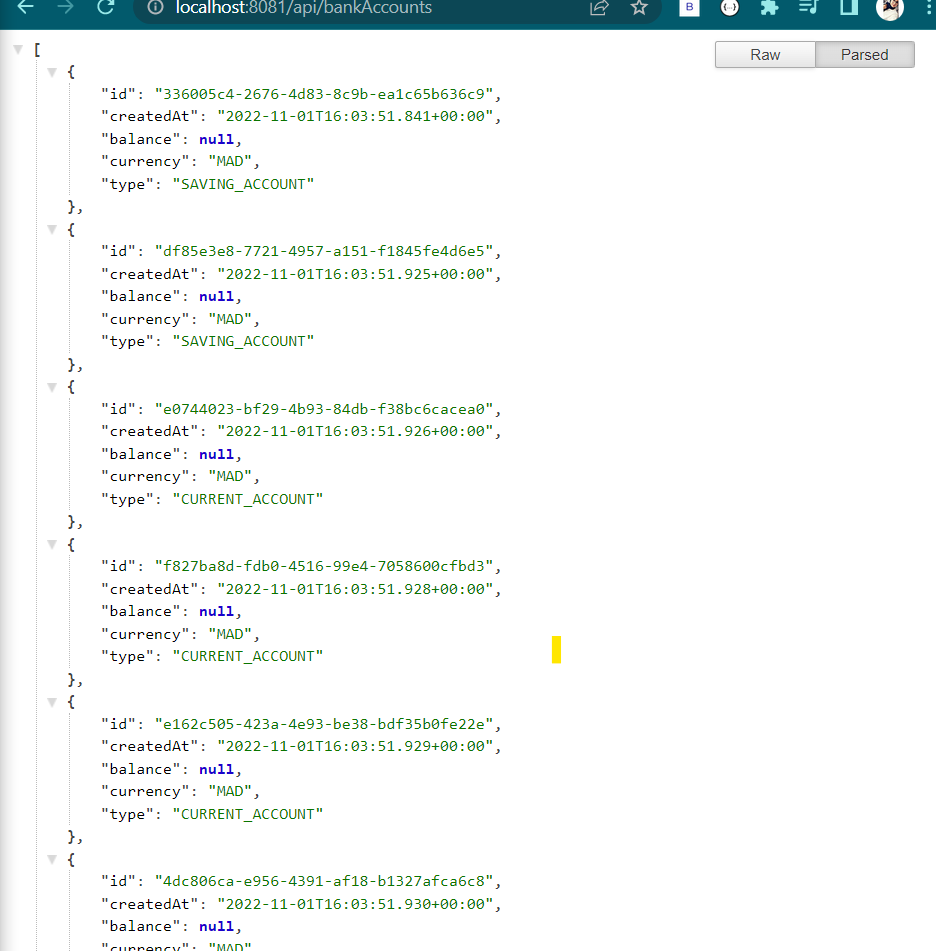 localhost:8081/api/bankAccounts
B
{··}
Raw
Parsed
[
{
"id": "336005c4-2676-4d83-8c9b-ea1c65b636c9",
"createdAt": "2022-11-01T16:03:51.841+00:00",
"balance": null,
"currency": "MAD",
"type": "SAVING_ACCOUNT"
},
{
"id": "df85e3e8-7721-4957-a151-f1845fe4d6e5",
"createdAt": "2022-11-01T16:03:51.925+00:00",
"balance": null,
"currency": "MAD",
"type": "SAVING_ACCOUNT"
},
{
"id": "e0744023-bf29-4b93-84db-f38bc6cacea0",
"createdAt": "2022-11-01T16:03:51.926+00:00",
"balance": null,
"currency": "MAD",
"type": "CURRENT_ACCOUNT"
},
{
"id": "f827ba8d-fdb0-4516-99e4-7058600cfbd3",
"createdAt": "2022-11-01T16:03:51.928+00:00",
"balance": null,
"currency": "MAD",
"type": "CURRENT_ACCOUNT"
},
{
"id": "e162c505-423a-4e93-be38-bdf35b0fe22e",
"createdAt": "2022-11-01T16:03:51.929+00:00",
"balance": null,
"currency": "MAD",
"type": "CURRENT_ACCOUNT"
},
{
"id": "4dc806ca-e956-4391-af18-b1327afca6c8",
"createdAt": "2022-11-01T16:03:51.930+00:00",
"balance": null,
"currency": "MAD"